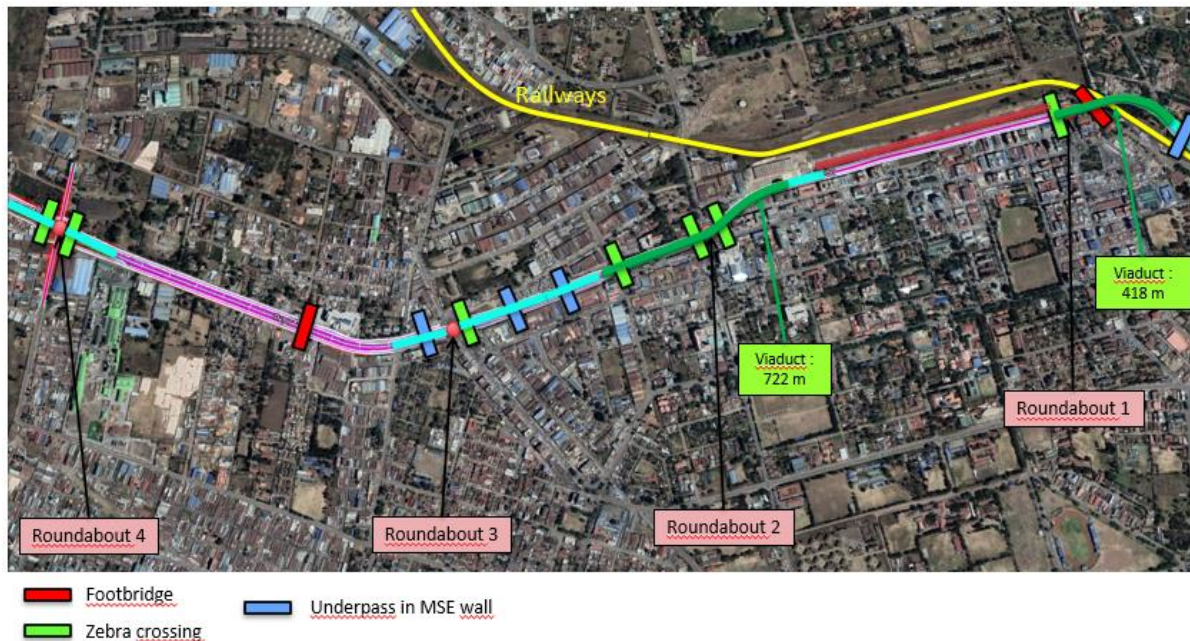 Railways
Viaduct :
418 m
Viaduct :
722 m
Roundabout 1
Roundabout 4
Roundabout 3
Roundabout 2
Footbridge
Underpass in MSE wall
Zebra crossing